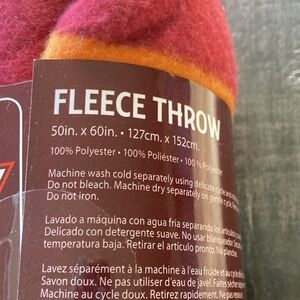 FLEECE THROW
50in. x 60in. • 127cm. x 152cm.
100% Polyester • 100% Poliéster • 100 % Polyester
Machine wash cold separately using delicate cycle and
Do not bleach. Machine dry separately on gentle cycle.
Do not iron.
Lavado a máquina con agua fría separando los artículos
Delicado con detergente suave. No usar blanqueador.
temperatura baja. Retirar el artículo pronto. No planchar.
Lavez séparément à la machine à l'eau froide et au cycle
Savon doux. Ne pas utiliser d'eau de javel. Faites sécher
Machine au cycle doux. Retirez rapidement. Ne pas